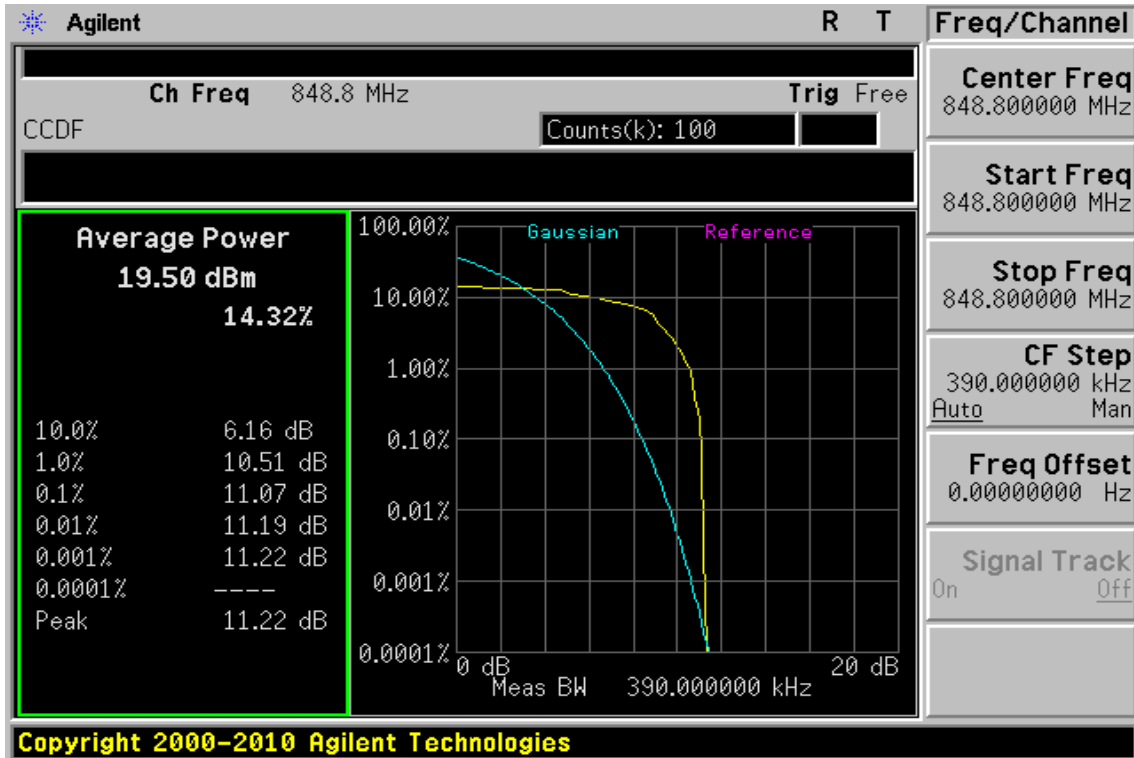 Agilent R T Freq/Channel
Ch Freq 848.8 MHz Trig Free
CCDF Counts(k): 100
Average Power
19.50 dBm
14.32%
10.0% 6.16 dB
1.0% 10.51 dB
0.1% 11.07 dB
0.01% 11.19 dB
0.001% 11.22 dB
0.0001% ----
Peak 11.22 dB
Gaussian Reference
100.00%
10.00%
1.00%
0.10%
0.01%
0.001%
0.0001%
0 dB 20 dB
Meas BW 390.000000 kHz
Center Freq
848.800000 MHz
Start Freq
848.800000 MHz
Stop Freq
848.800000 MHz
CF Step
390.000000 kHz
Auto Man
Freq Offset
0.00000000 Hz
Signal Track
On Off
Copyright 2000-2010 Agilent Technologies